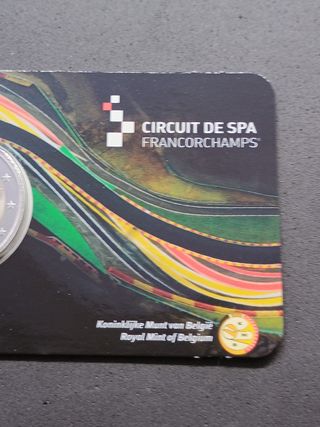 CIRCUIT DE SPA
FRANCORCHAMPS
Koninklijke Munt van België
Royal Mint of Belgium